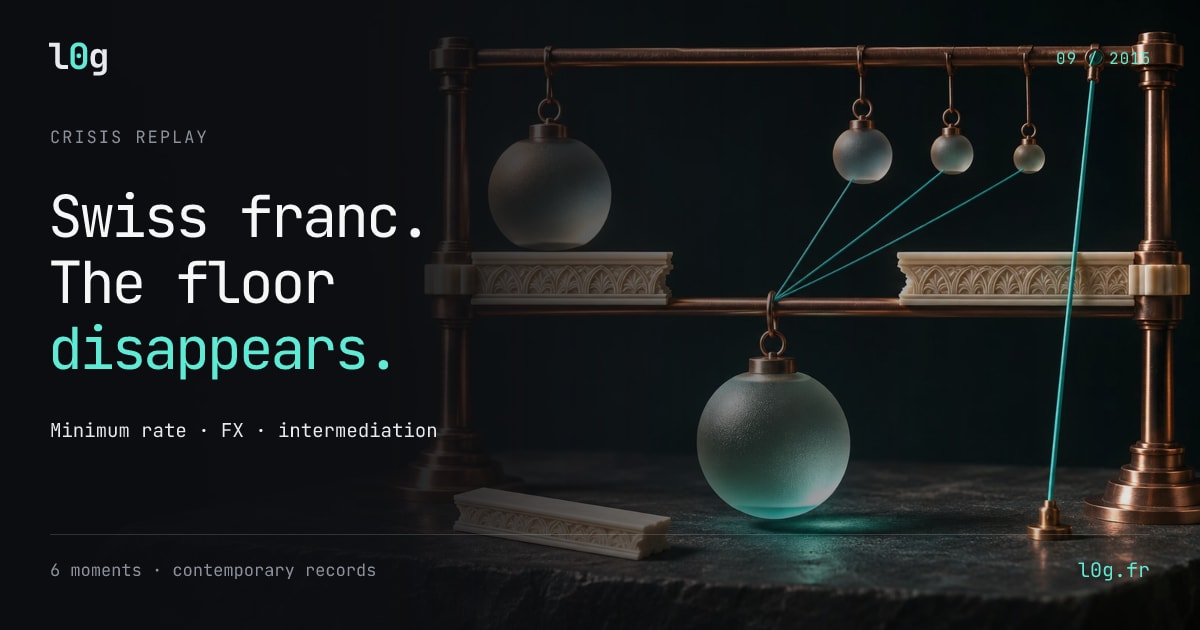 l0g
09 / 2015
CRISIS REPLAY
Swiss franc.
The floor
disappears.
Minimum rate · FX · intermediation
6 moments · contemporary records
l0g.fr